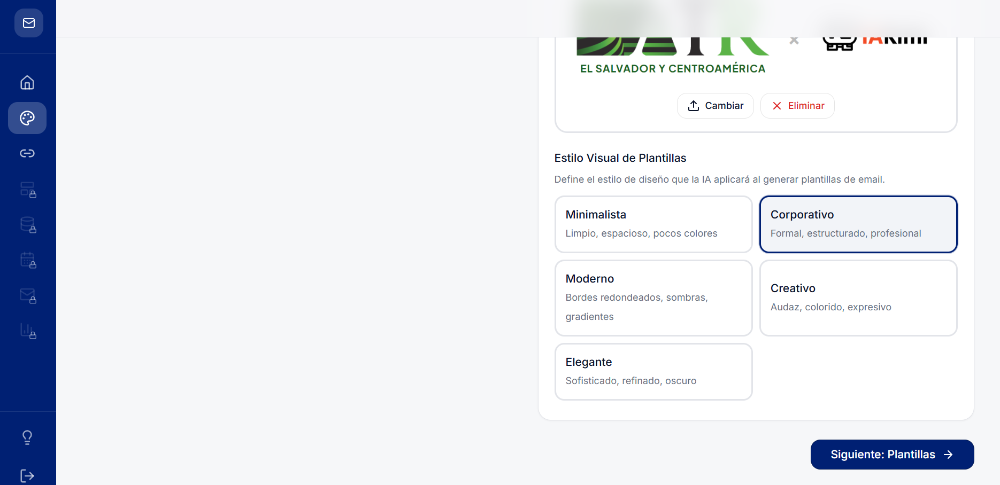 EL SALVADOR Y CENTROAMÉRICA
Cambiar
Eliminar
Estilo Visual de Plantillas
Define el estilo de diseño que la IA aplicará al generar plantillas de email.
Minimalista
Limpio, espacioso, pocos colores
Corporativo
Formal, estructurado, profesional
Moderno
Bordes redondeados, sombras,
gradientes
Creativo
Audaz, colorido, expresivo
Elegante
Sofisticado, refinado, oscuro
Siguiente: Plantillas